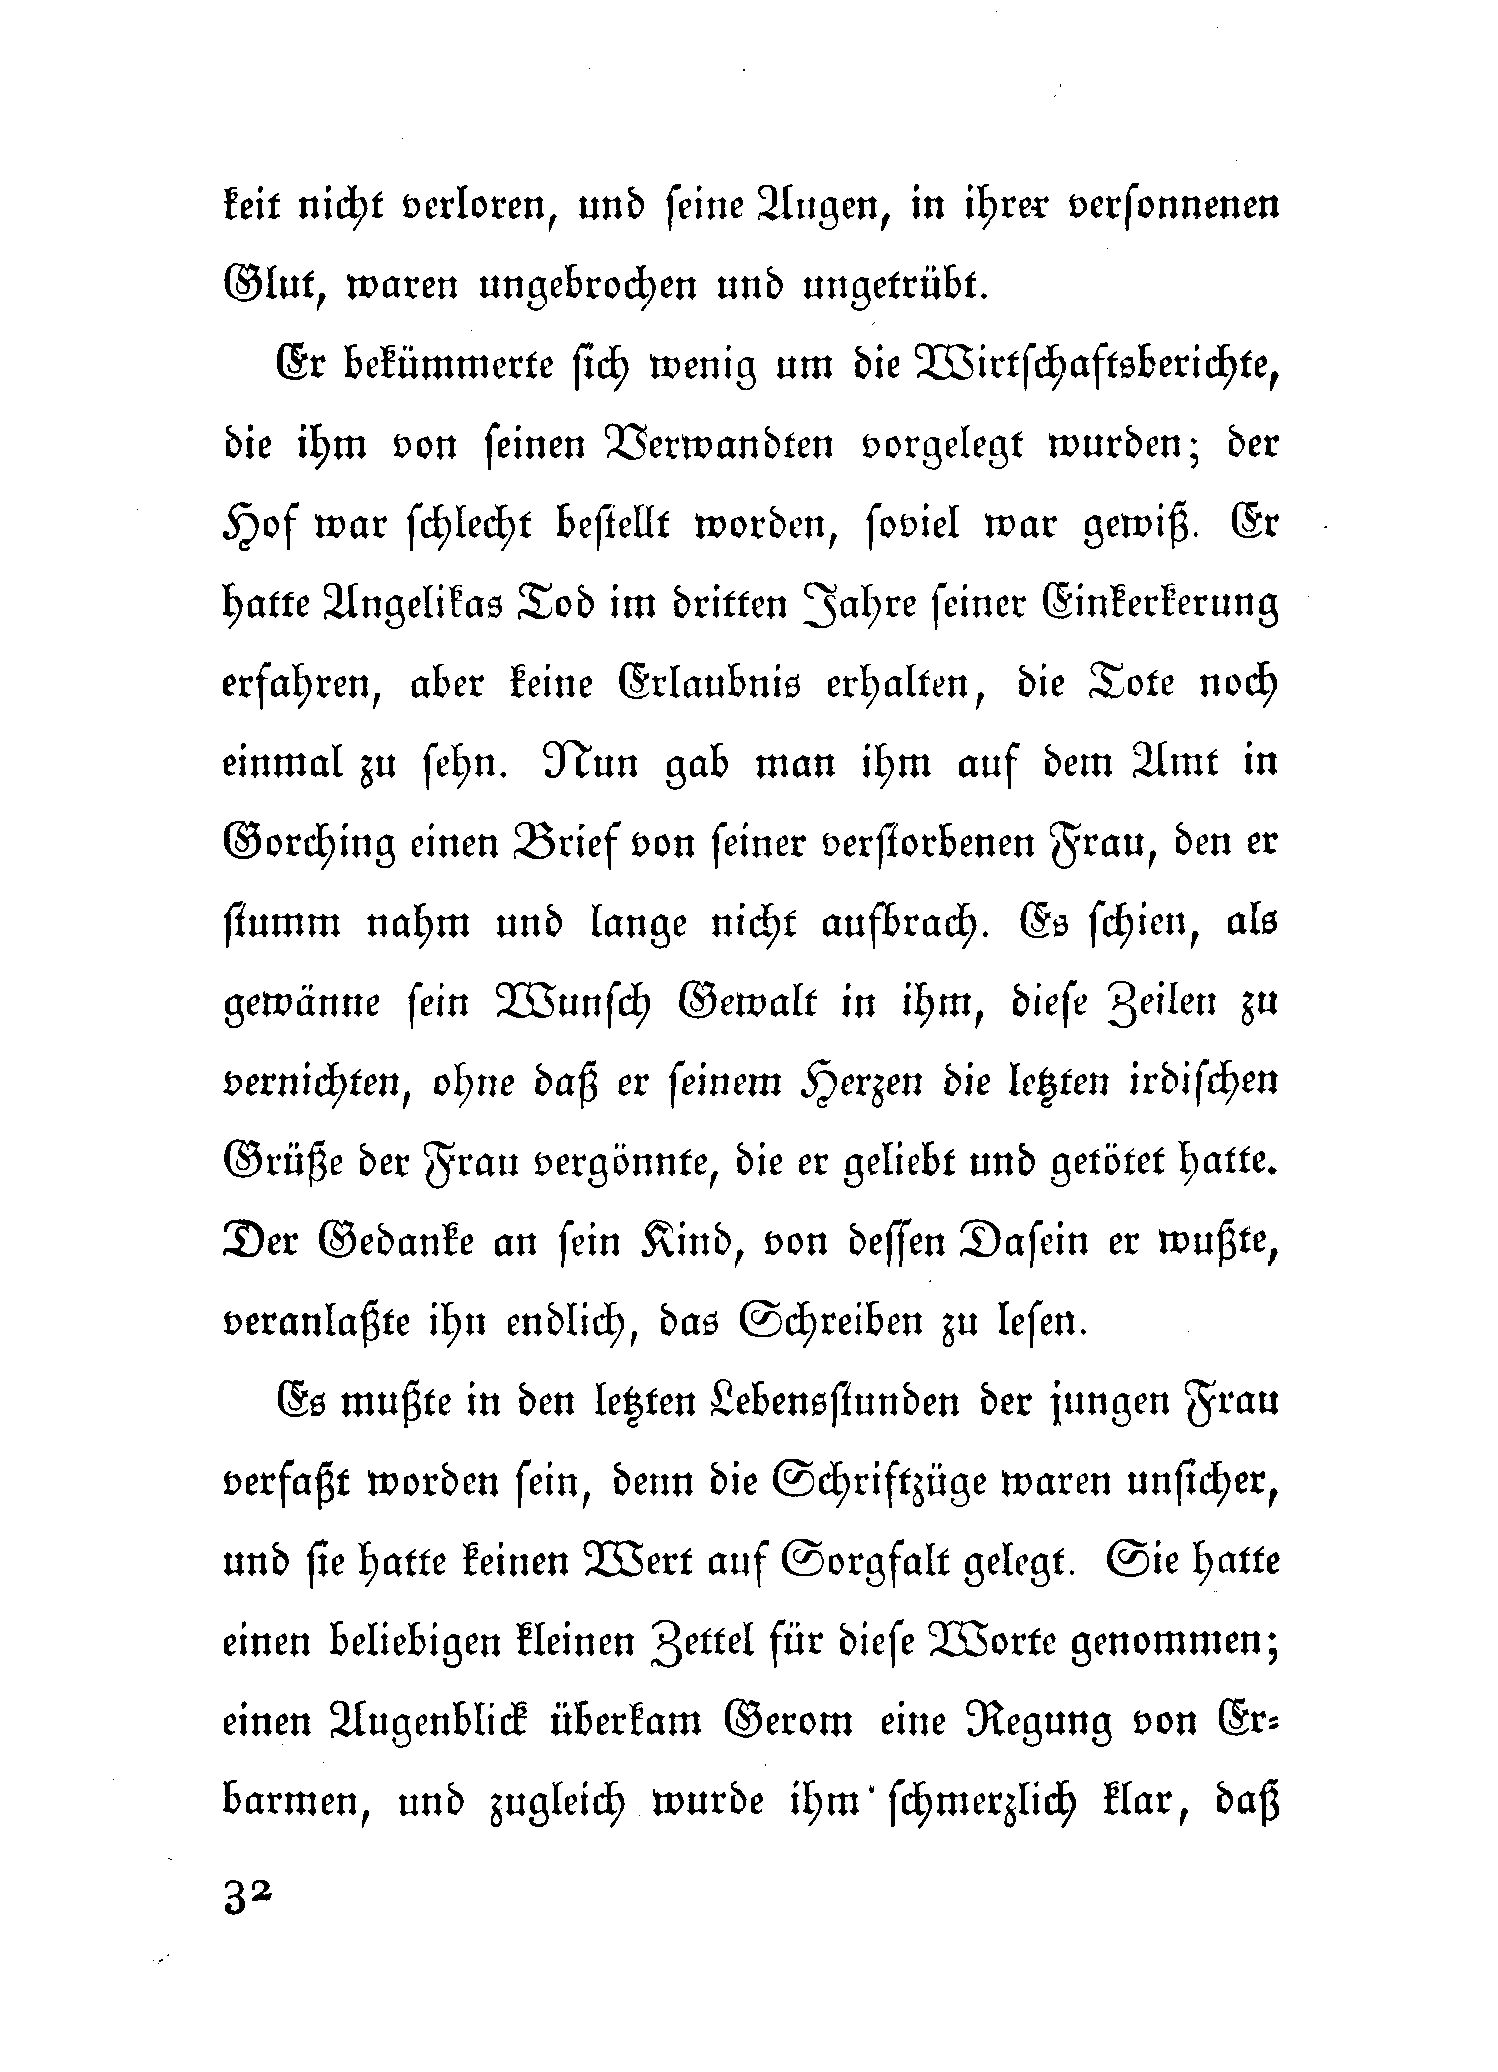 keit nicht verloren, und ſeine Augen, in ihrer verſonnenen
Glut, waren ungebrochen und ungetrübt.
Er bekümmerte ſich wenig um die Wirtſchaftsberichte,
die ihm von ſeinen Verwandten vorgelegt wurden; der
Hof war ſchlecht beſtellt worden, ſoviel war gewiß. Er
hatte Angelikas Tod im dritten Jahre ſeiner Einkerkerung
erfahren, aber keine Erlaubnis erhalten, die Tote noch
einmal zu ſehn. Nun gab man ihm auf dem Amt in
Gorching einen Brief von ſeiner verſtorbenen Frau, den er
ſtumm nahm und lange nicht aufbrach. Es ſchien, als
gewänne ſein Wunſch Gewalt in ihm, dieſe Zeilen zu
vernichten, ohne daß er ſeinem Herzen die letzten irdiſchen
Grüße der Frau vergönnte, die er geliebt und getötet hatte.
Der Gedanke an ſein Kind, von deſſen Daſein er wußte,
veranlaßte ihn endlich, das Schreiben zu leſen.
Es mußte in den letzten Lebensſtunden der jungen Frau
verfaßt worden ſein, denn die Schriftzüge waren unſicher,
und ſie hatte keinen Wert auf Sorgfalt gelegt. Sie hatte
einen beliebigen kleinen Zettel für dieſe Worte genommen;
einen Augenblick überkam Gerom eine Regung von Er-
barmen, und zugleich wurde ihm ſchmerzlich klar, daß
32